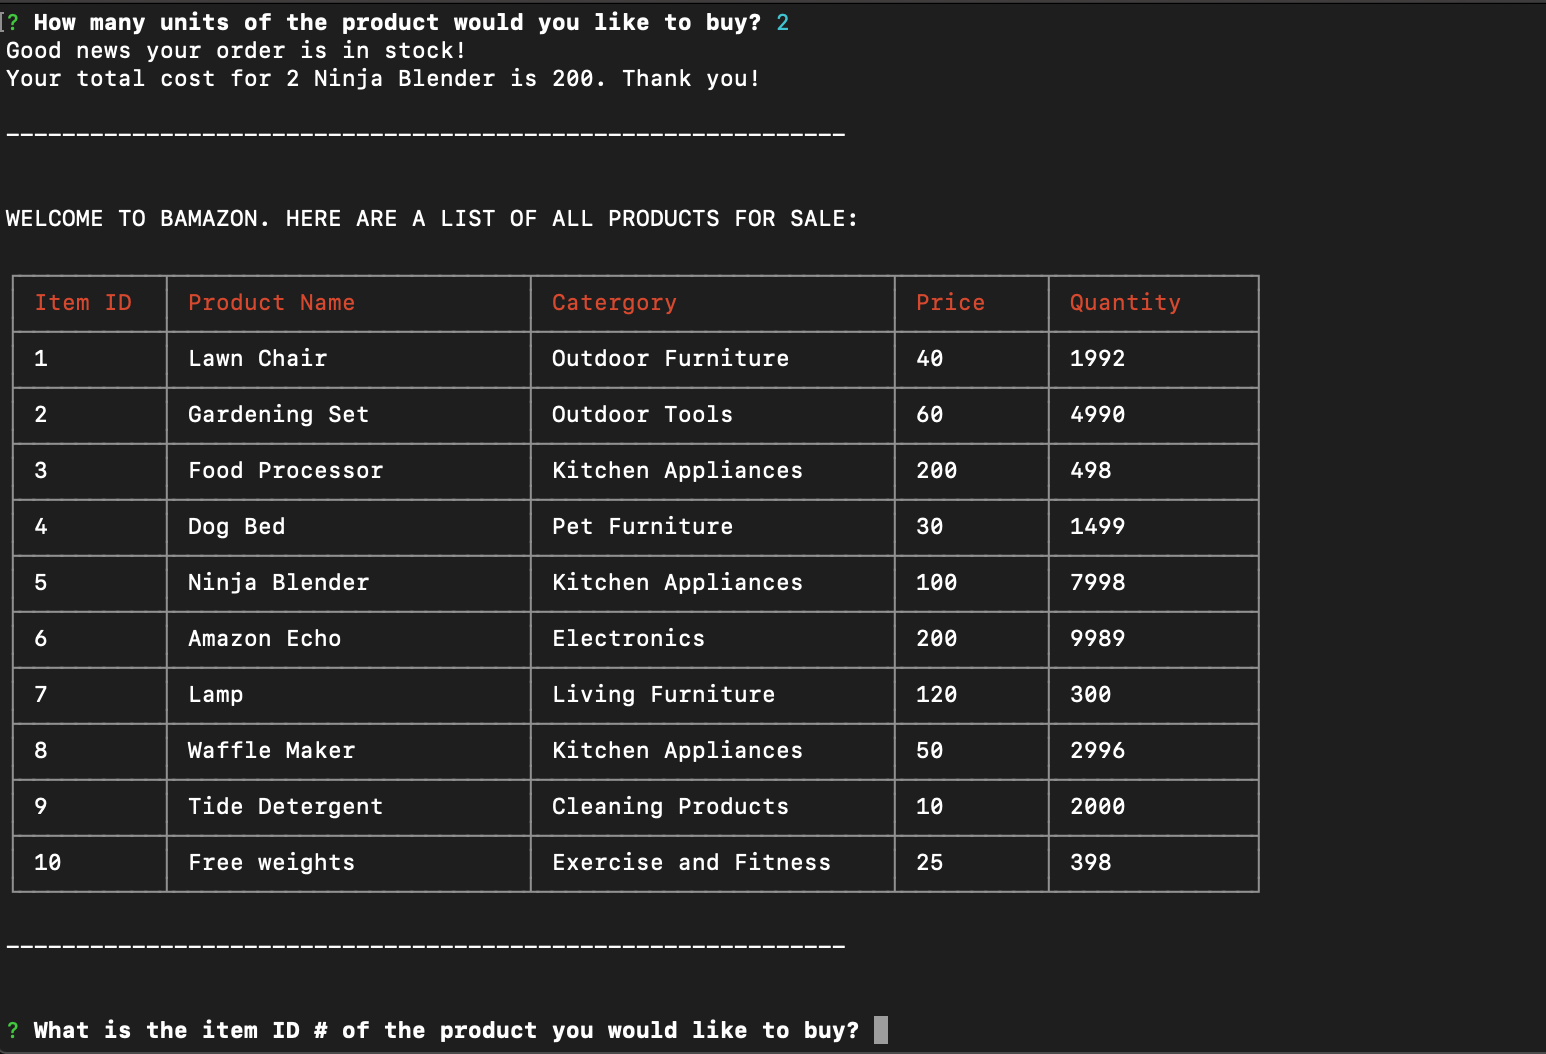 ? How many units of the product would you like to buy? 2
Good news your order is in stock!
Your total cost for 2 Ninja Blender is 200. Thank you!
------------------------------------------------------------
WELCOME TO BAMAZON. HERE ARE A LIST OF ALL PRODUCTS FOR SALE:
Item ID Product Name Catergory Price Quantity
1 Lawn Chair Outdoor Furniture 40 1992
2 Gardening Set Outdoor Tools 60 4990
3 Food Processor Kitchen Appliances 200 498
4 Dog Bed Pet Furniture 30 1499
5 Ninja Blender Kitchen Appliances 100 7998
6 Amazon Echo Electronics 200 9989
7 Lamp Living Furniture 120 300
8 Waffle Maker Kitchen Appliances 50 2996
9 Tide Detergent Cleaning Products 10 2000
10 Free weights Exercise and Fitness 25 398
------------------------------------------------------------
? What is the item ID # of the product you would like to buy?